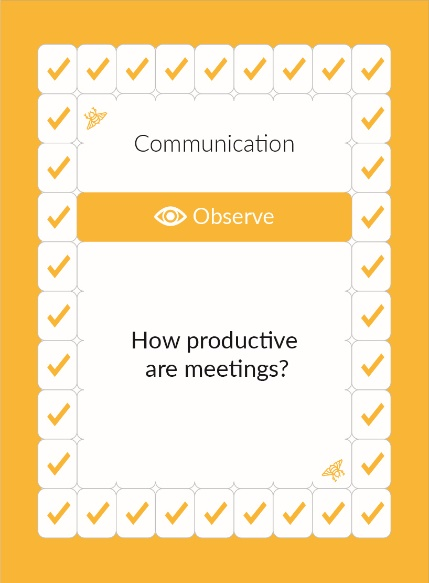 Communication
Observe
How productive
are meetings?